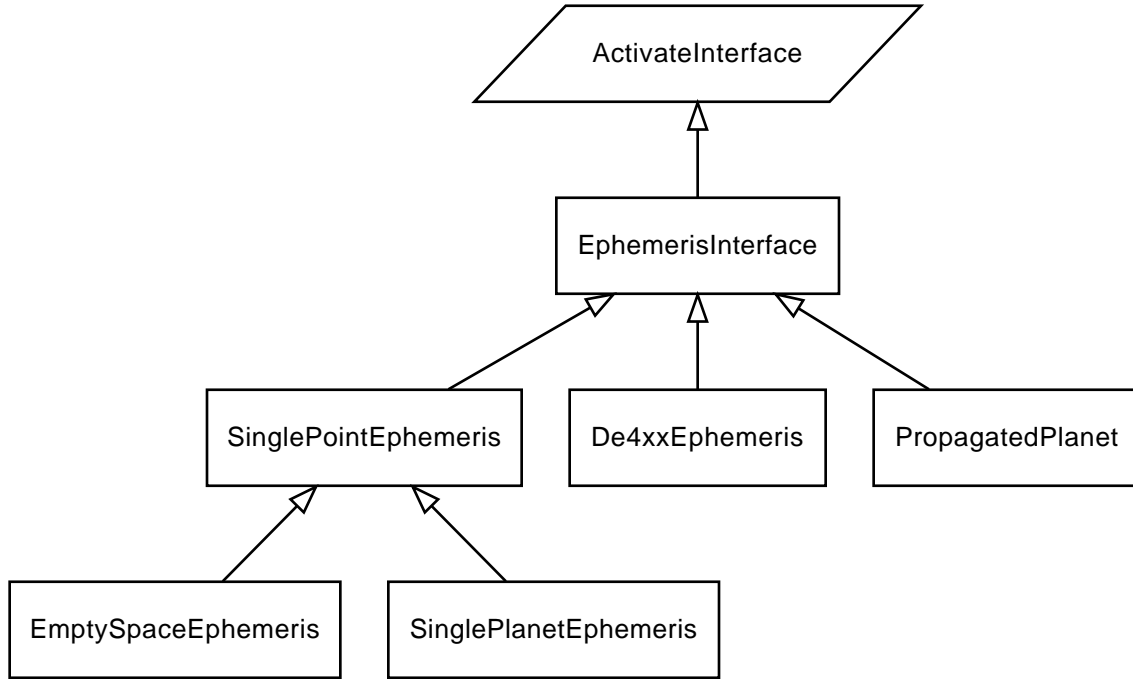 ActivateInterface
EphemerisInterface
SinglePointEphemeris
De4xxEphemeris
PropagatedPlanet
EmptySpaceEphemeris
SinglePlanetEphemeris